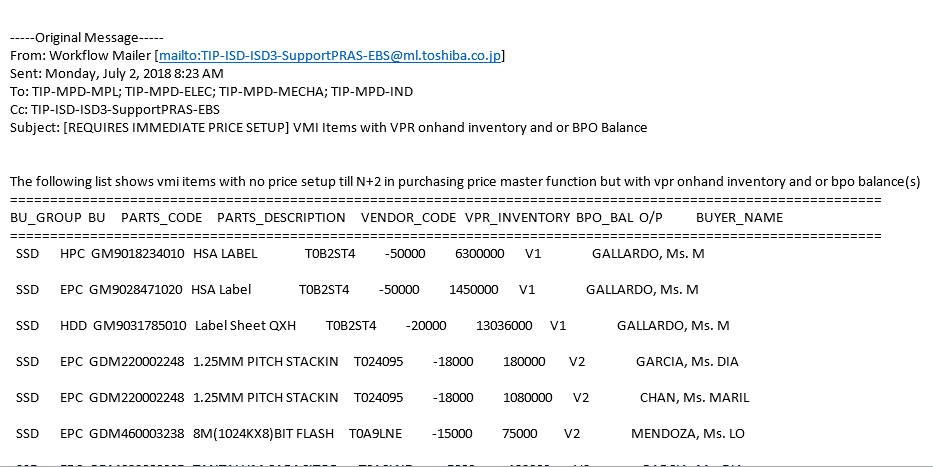 -----Original Message-----
From: Workflow Mailer [mailto:TIP-ISD-ISD3-SupportPRAS-EBS@ml.toshiba.co.jp]
Sent: Monday, July 2, 2018 8:23 AM
To: TIP-MPD-MPL; TIP-MPD-ELEC; TIP-MPD-MECHA; TIP-MPD-IND
Cc: TIP-ISD-ISD3-SupportPRAS-EBS
Subject: [REQUIRES IMMEDIATE PRICE SETUP] VMI Items with VPR onhand inventory and or BPO Balance
The following list shows vmi items with no price setup till N+2 in purchasing price master function but with vpr onhand inventory and or bpo balance(s)
=========================================================================================
BU_GROUP BU PARTS_CODE PARTS_DESCRIPTION VENDOR_CODE VPR_INVENTORY BPO_BAL O/P BUYER_NAME
=========================================================================================
SSD HPC GM9018234010 HSA LABEL T0B2ST4 -50000 6300000 V1 GALLARDO, Ms. M
SSD EPC GM9028471020 HSA Label T0B2ST4 -50000 1450000 V1 GALLARDO, Ms. M
SSD HDD GM9031785010 Label Sheet QXH T0B2ST4 -20000 13036000 V1 GALLARDO, Ms. M
SSD EPC GDM220002248 1.25MM PITCH STACKIN T024095 -18000 180000 V2 GARCIA, Ms. DIA
SSD EPC GDM220002248 1.25MM PITCH STACKIN T024095 -18000 1080000 V2 CHAN, Ms. MARIL
SSD EPC GDM460003238 8M(1024KX8)BIT FLASH T0A9LNE -15000 75000 V2 MENDOZA, Ms. LO